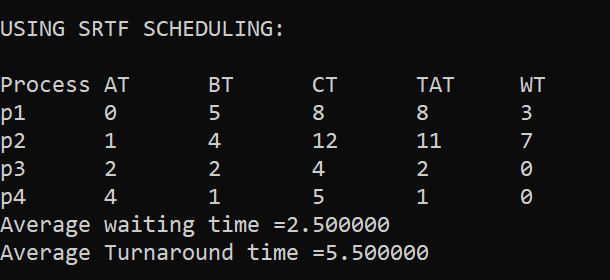 USING SRTF SCHEDULING:
Process AT BT CT TAT WT
p1 0 5 8 8 3
p2 1 4 12 11 7
p3 2 2 4 2 0
p4 4 1 5 1 0
Average waiting time =2.500000
Average Turnaround time =5.500000